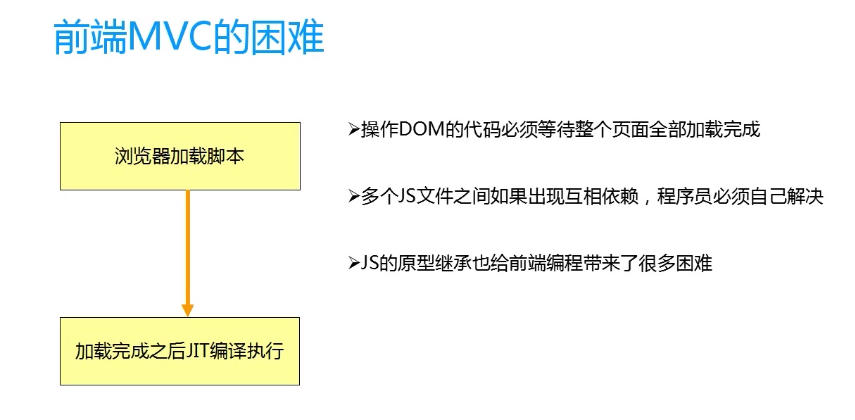 前端MVC的困难
浏览器加载脚本
加载完成之后JIT编译执行
➢操作DOM的代码必须等待整个页面全部加载完成
➢多个JS文件之间如果出现互相依赖，程序员必须自己解决
➢JS的原型继承也给前端编程带来了很多困难